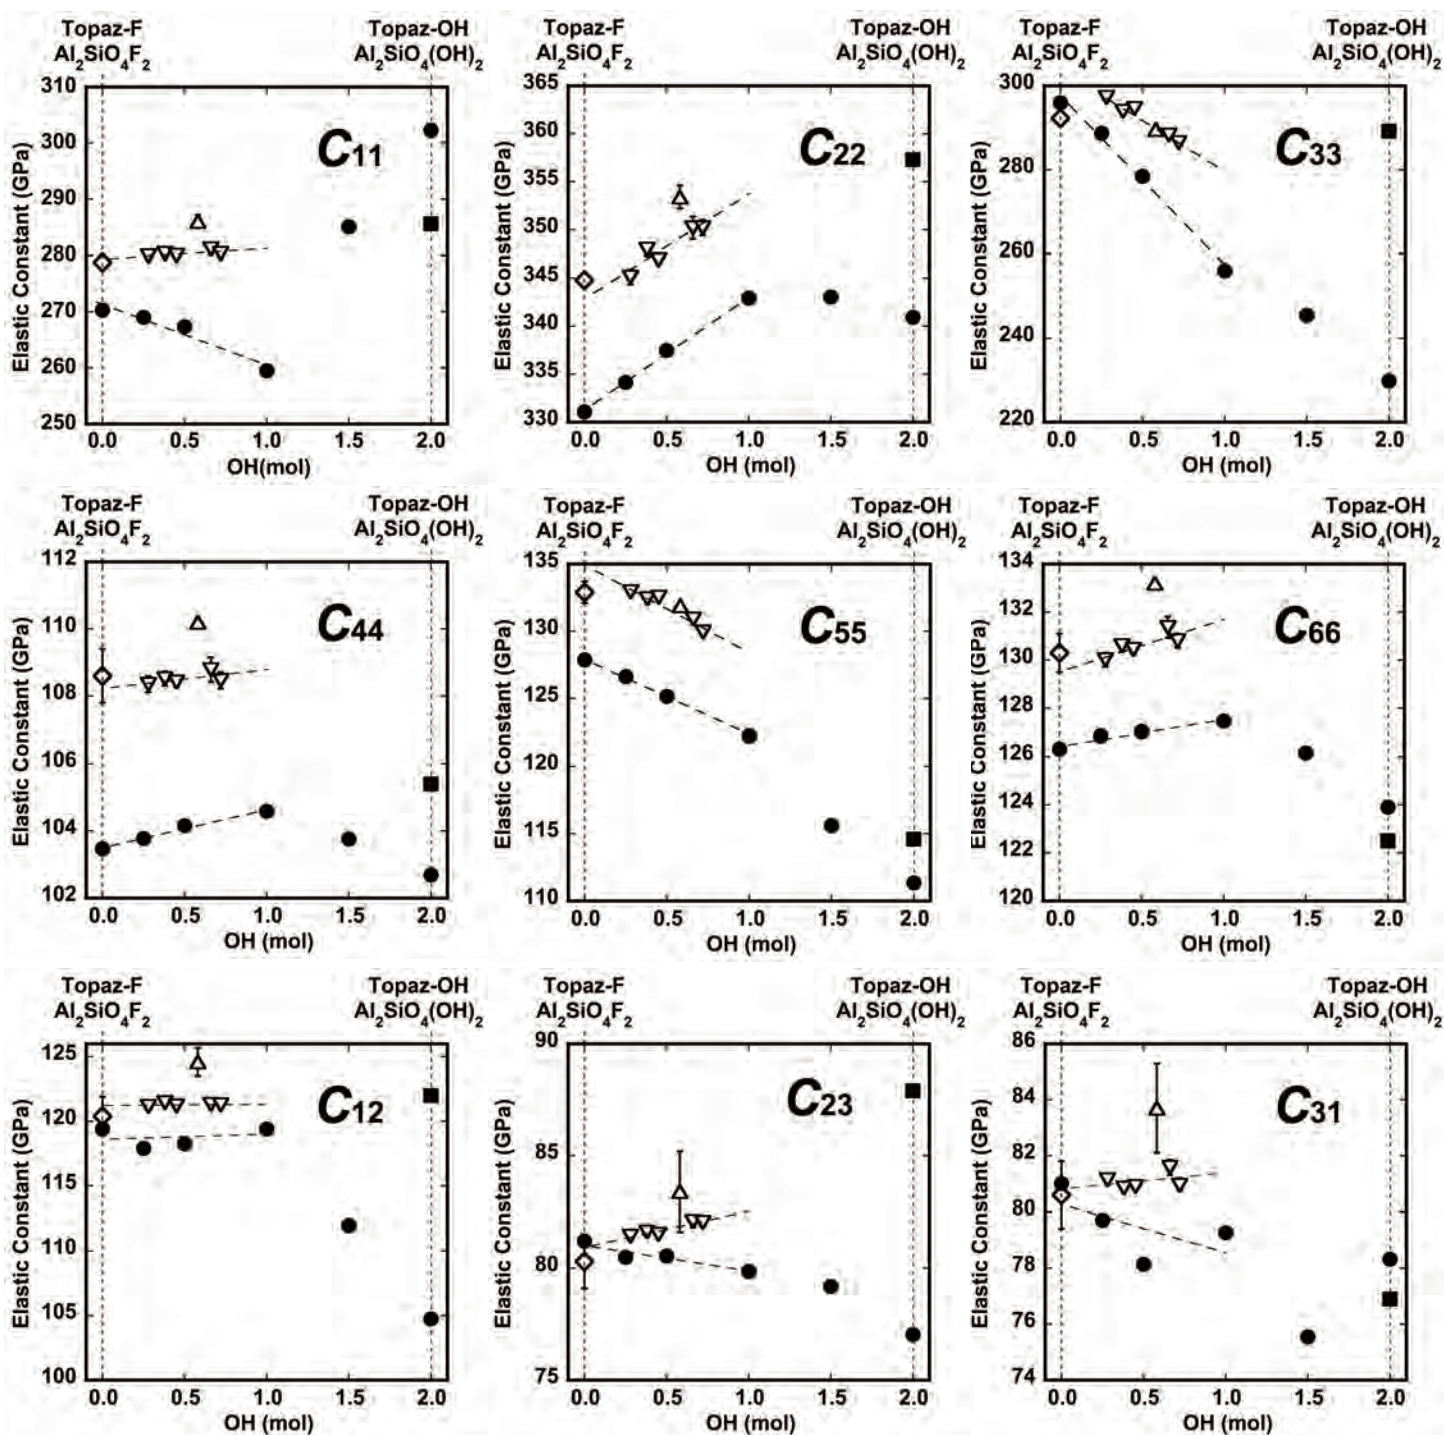 Topaz-F
Al2SiO4F2
Topaz-OH
Al2SiO4(OH)2
C11
Elastic Constant (GPa)
310
300
290
280
270
260
250
0.0 0.5 1.0 1.5 2.0
OH(mol)
Topaz-F
Al2SiO4F2
Topaz-OH
Al2SiO4(OH)2
C22
Elastic Constant (GPa)
365
360
355
350
345
340
335
330
0.0 0.5 1.0 1.5 2.0
OH (mol)
Topaz-F
Al2SiO4F2
Topaz-OH
Al2SiO4(OH)2
C33
Elastic Constant (GPa)
300
280
260
240
220
0.0 0.5 1.0 1.5 2.0
OH (mol)
Topaz-F
Al2SiO4F2
Topaz-OH
Al2SiO4(OH)2
C44
Elastic Constant (GPa)
112
110
108
106
104
102
0.0 0.5 1.0 1.5 2.0
OH (mol)
Topaz-F
Al2SiO4F2
Topaz-OH
Al2SiO4(OH)2
C55
Elastic Constant (GPa)
135
130
125
120
115
110
0.0 0.5 1.0 1.5 2.0
OH (mol)
Topaz-F
Al2SiO4F2
Topaz-OH
Al2SiO4(OH)2
C66
Elastic Constant (GPa)
134
132
130
128
126
124
122
120
0.0 0.5 1.0 1.5 2.0
OH (mol)
Topaz-F
Al2SiO4F2
Topaz-OH
Al2SiO4(OH)2
C12
Elastic Constant (GPa)
125
120
115
110
105
100
0.0 0.5 1.0 1.5 2.0
OH (mol)
Topaz-F
Al2SiO4F2
Topaz-OH
Al2SiO4(OH)2
C23
Elastic Constant (GPa)
90
85
80
75
0.0 0.5 1.0 1.5 2.0
OH (mol)
Topaz-F
Al2SiO4F2
Topaz-OH
Al2SiO4(OH)2
C31
Elastic Constant (GPa)
86
84
82
80
78
76
74
0.0 0.5 1.0 1.5 2.0
OH (mol)